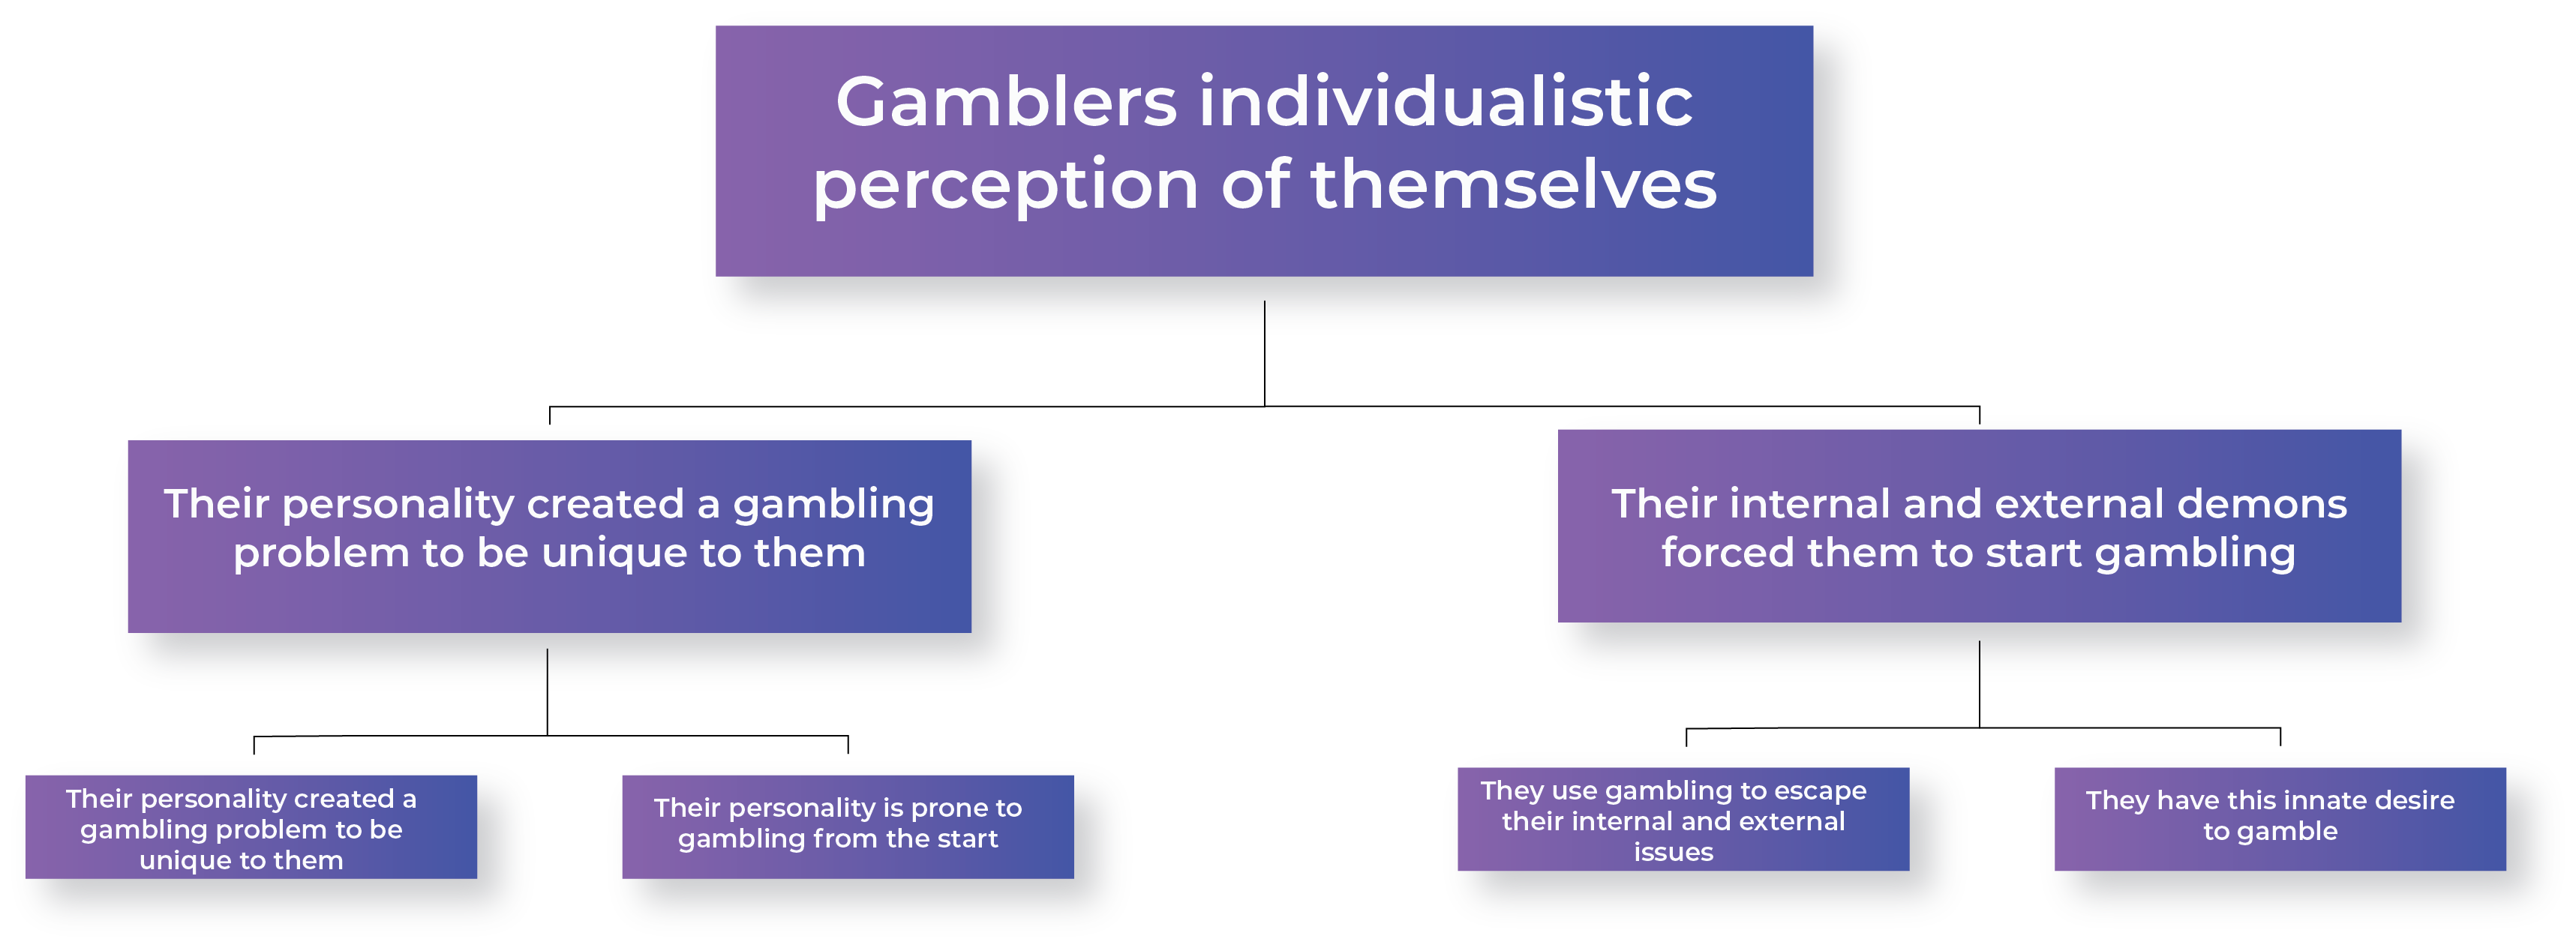 Gamblers individualistic
perception of themselves
Their personality created a gambling
problem to be unique to them
Their internal and external demons
forced them to start gambling
Their personality created a
gambling problem to be
unique to them
Their personality is prone to
gambling from the start
They use gambling to escape
their internal and external
issues
They have this innate desire
to gamble